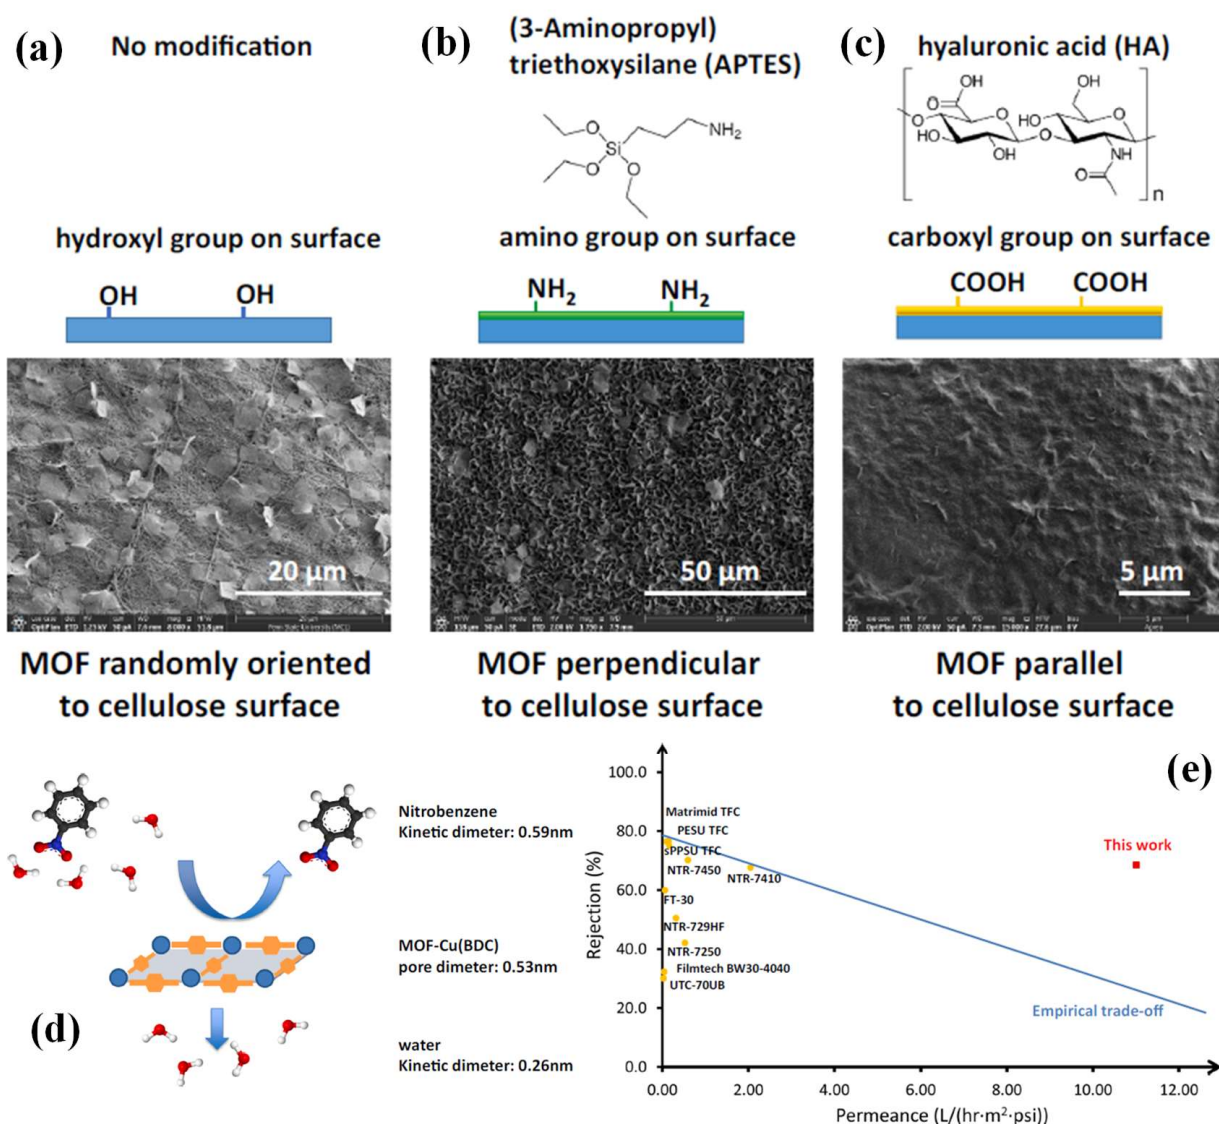 (a)
No modification
(b)
(3-Aminopropyl)
triethoxysilane (APTES)
(c)
hyaluronic acid (HA)
O
O
O
Si
NH2
OH
O
O
HO
O
OH
O
OH
HO
O
O
NH
O
n
hydroxyl group on surface
amino group on surface
carboxyl group on surface
OH
OH
NH2
NH2
COOH
COOH
20 µm
50 µm
5 µm
MOF randomly oriented
to cellulose surface
MOF perpendicular
to cellulose surface
MOF parallel
to cellulose surface
(d)
Nitrobenzene
Kinetic dimeter: 0.59nm
MOF-Cu(BDC)
pore dimeter: 0.53nm
water
Kinetic dimeter: 0.26nm
(e)
Rejection (%)
100.0
80.0
60.0
40.0
20.0
0.0
Matrimid TFC
PESU TFC
sPPSU TFC
NTR-7450
NTR-7410
FT-30
NTR-729HF
NTR-7250
Filmtech BW30-4040
UTC-70UB
This work
Empirical trade-off
0.00
2.00
4.00
6.00
8.00
10.00
12.00
Permeance (L/(hr·m2·psi))